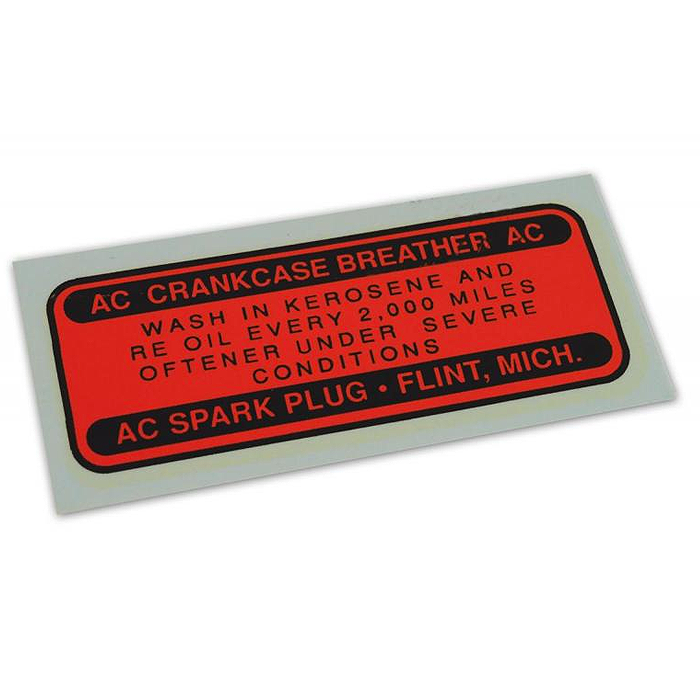 AC CRANKCASE BREATHER AC
WASH IN KEROSENE AND
RE OIL EVERY 2,000 MILES
OFTENER UNDER SEVERE
CONDITIONS
AC SPARK PLUG • FLINT, MICH.